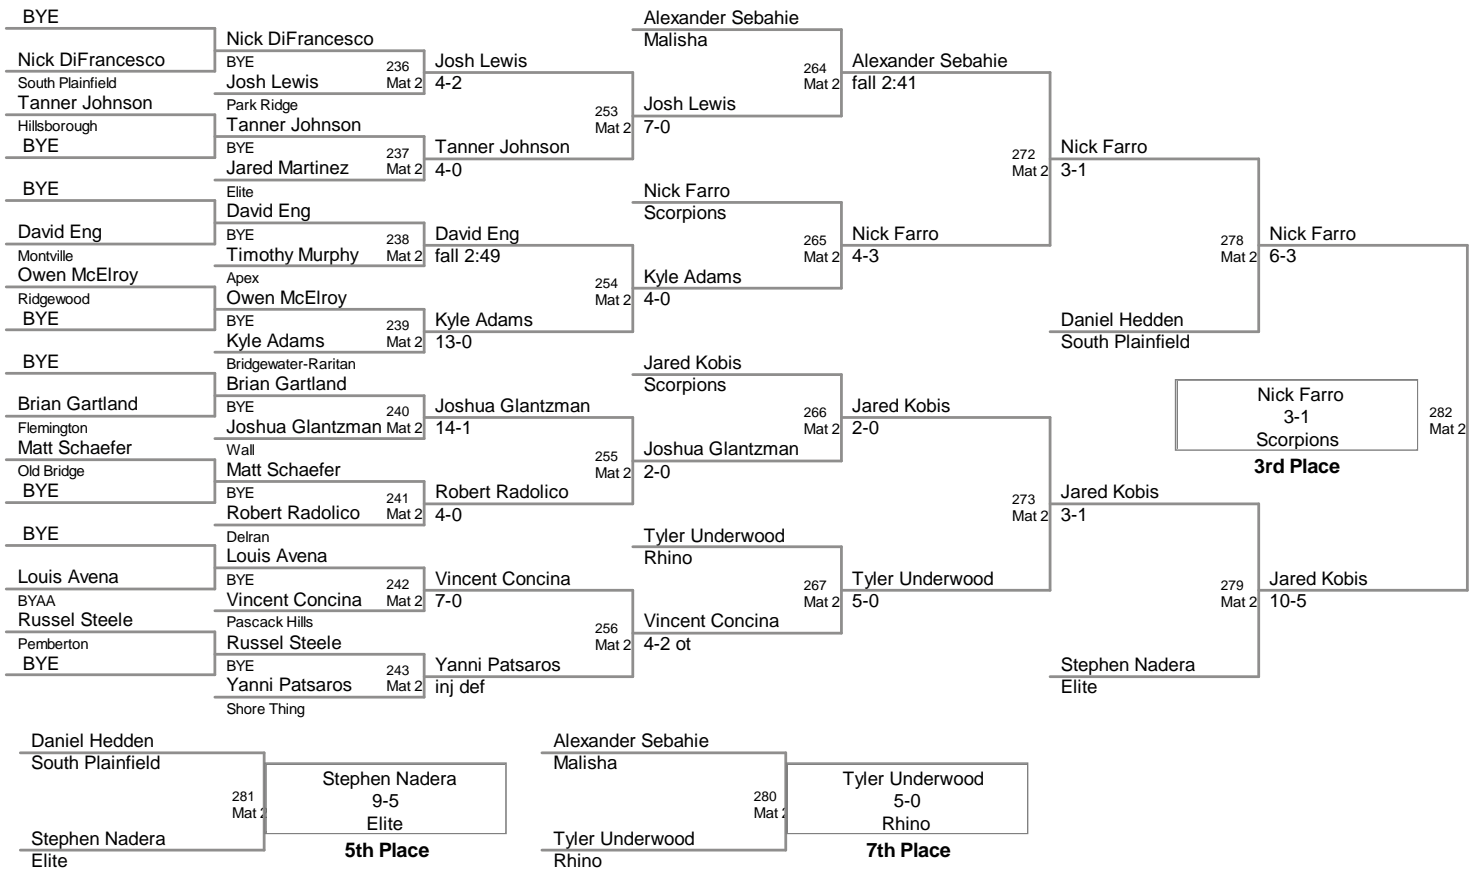 BYE
Nick DiFrancesco
South Plainfield
Tanner Johnson
Hillsborough
BYE
BYE
David Eng
Montville
Owen McElroy
Ridgewood
BYE
BYE
Brian Gartland
Flemington
Matt Schaefer
Old Bridge
BYE
BYE
Louis Avena
BYAA
Russel Steele
Pemberton
BYE
Nick DiFrancesco
BYE
236
Mat 2
Josh Lewis
Park Ridge
Tanner Johnson
BYE
237
Mat 2
Jared Martinez
Elite
David Eng
BYE
238
Mat 2
Timothy Murphy
Apex
Owen McElroy
BYE
239
Mat 2
Kyle Adams
Bridgewater-Raritan
Brian Gartland
BYE
240
Mat 2
Joshua Glantzman
Wall
Matt Schaefer
BYE
241
Mat 2
Robert Radolico
Delran
Louis Avena
BYE
242
Mat 2
Vincent Concina
Pascack Hills
Russel Steele
BYE
243
Mat 2
Yanni Patsaros
Shore Thing
Josh Lewis
4-2
253
Mat 2
Tanner Johnson
4-0
David Eng
fall 2:49
254
Mat 2
Kyle Adams
13-0
Joshua Glantzman
14-1
255
Mat 2
Robert Radolico
4-0
Vincent Concina
7-0
256
Mat 2
Yanni Patsaros
inj def
Alexander Sebahie
Malisha
264
Mat 2
Josh Lewis
7-0
Nick Farro
Scorpions
265
Mat 2
Kyle Adams
4-0
Jared Kobis
Scorpions
266
Mat 2
Joshua Glantzman
2-0
Tyler Underwood
Rhino
267
Mat 2
Vincent Concina
4-2 ot
Alexander Sebahie
fall 2:41
272
Mat 2
Nick Farro
4-3
Jared Kobis
2-0
273
Mat 2
Tyler Underwood
5-0
Nick Farro
3-1
278
Mat 2
Daniel Hedden
South Plainfield
Jared Kobis
3-1
279
Mat 2
Stephen Nadera
Elite
Nick Farro
6-3
Nick Farro
3-1
Scorpions
3rd Place
282
Mat 2
Jared Kobis
10-5
Daniel Hedden
South Plainfield
281
Mat 2
Stephen Nadera
Elite
Stephen Nadera
9-5
Elite
5th Place
Alexander Sebahie
Malisha
280
Mat 2
Tyler Underwood
Rhino
Tyler Underwood
5-0
Rhino
7th Place